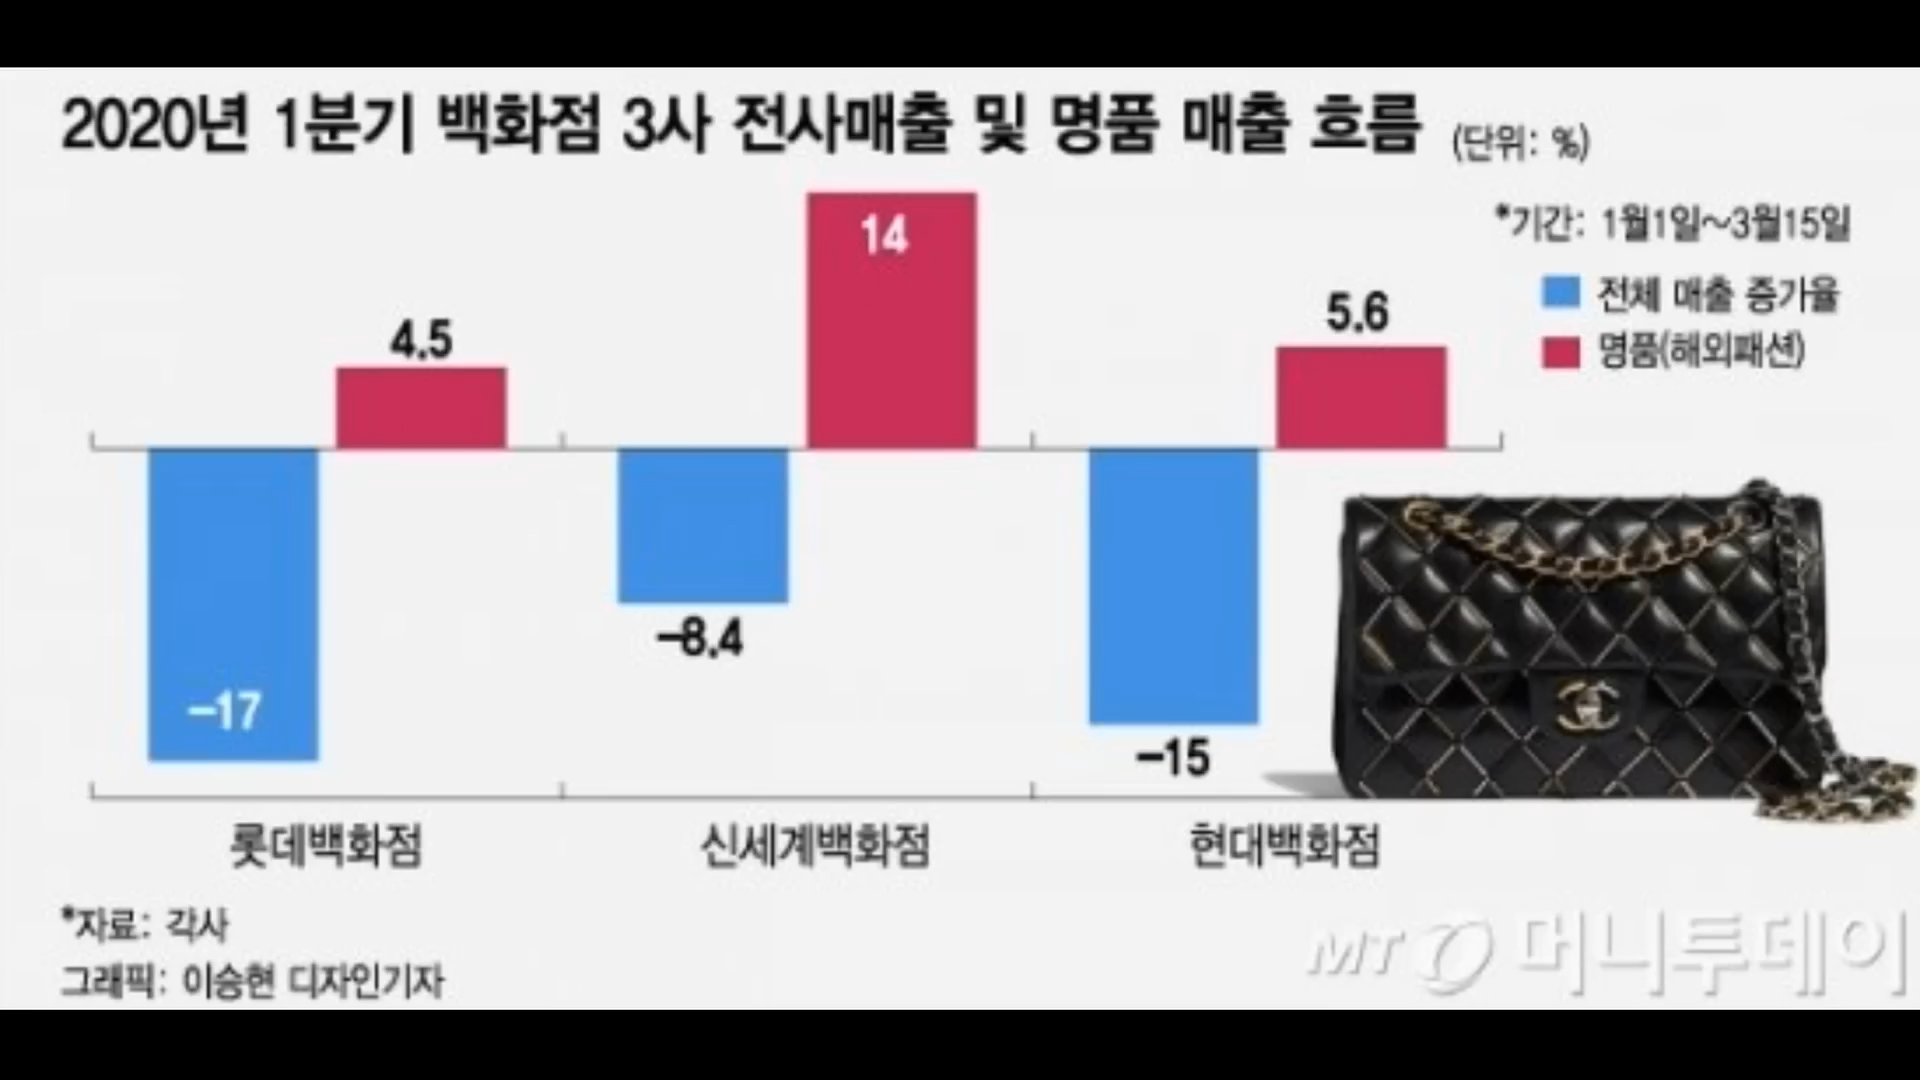 2020년 1분기 백화점 3사 전사매출 및 명품 매출 흐름 (단위: %)
*기간: 1월1일~3월15일
전체 매출 증가율
명품(해외패션)
4.5
14
5.6
-17
-8.4
-15
롯데백화점
신세계백화점
현대백화점
*자료: 각사
그래픽: 이승현 디자인기자
MT 머니투데이